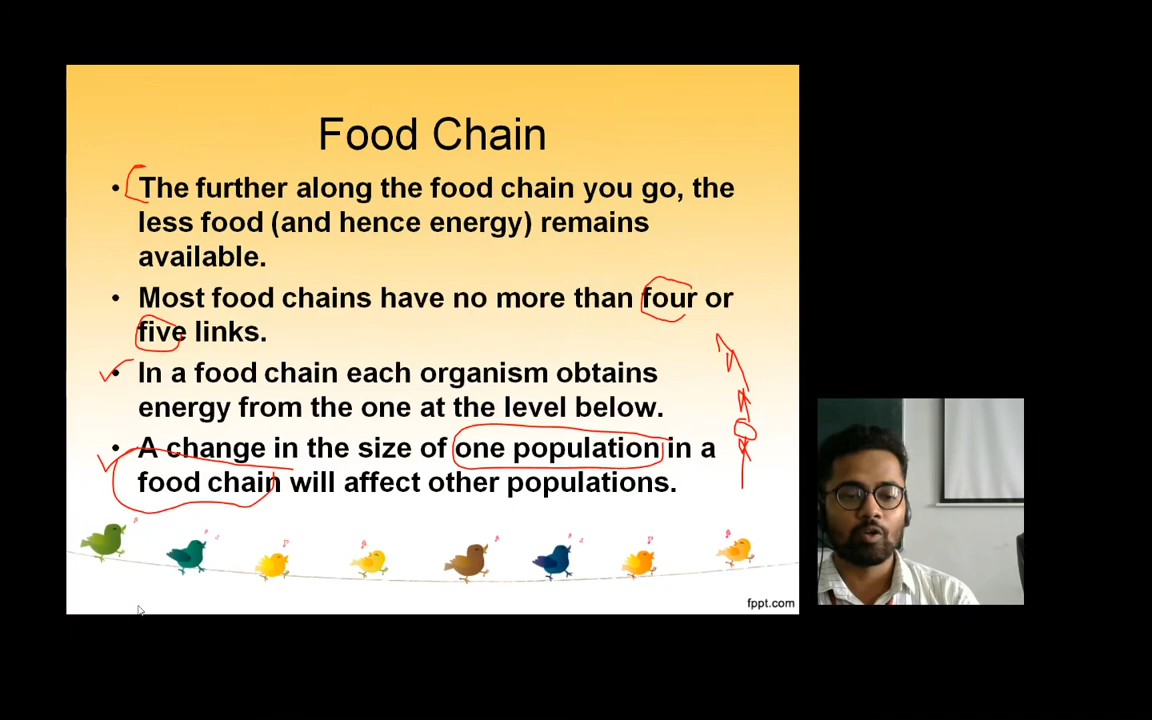 Food Chain
• The further along the food chain you go, the
less food (and hence energy) remains
available.
• Most food chains have no more than four or
five links.
• In a food chain each organism obtains
energy from the one at the level below.
• A change in the size of one population in a
food chain will affect other populations.
fppt.com